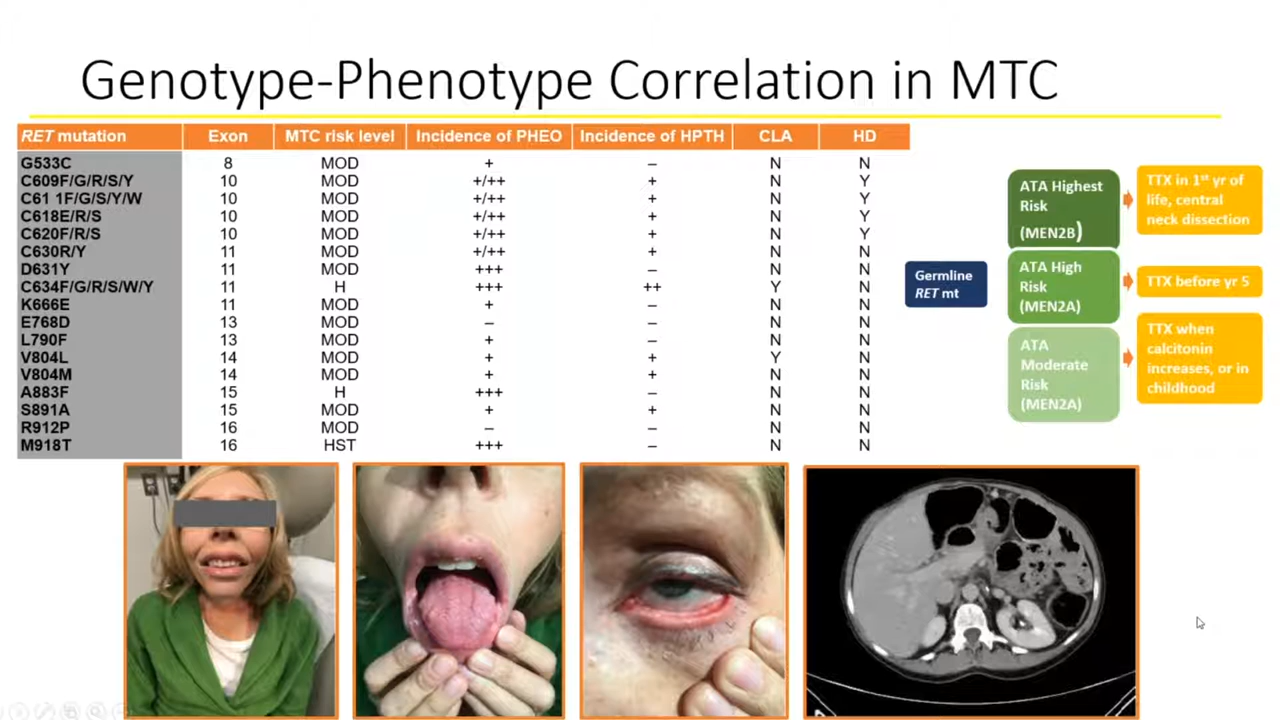 Genotype-Phenotype Correlation in MTC
RET mutation Exon MTC risk level Incidence of PHEO Incidence of HPTH CLA HD
G533C 8 MOD + – N N
C609F/G/R/S/Y 10 MOD +/++ + N Y
C61 1F/G/S/Y/W 10 MOD +/++ + N Y
C618E/R/S 10 MOD +/++ + N Y
C620F/R/S 10 MOD +/++ + N Y
C630R/Y 11 MOD +/++ + N N
D631Y 11 MOD +++ – N N
C634F/G/R/S/W/Y 11 H +++ ++ Y N
K666E 11 MOD + – N N
E768D 13 MOD – – N N
L790F 13 MOD + – N N
V804L 14 MOD + + Y N
V804M 14 MOD + + N N
A883F 15 H +++ – N N
S891A 15 MOD + + N N
R912P 16 MOD – – N N
M918T 16 HST +++ – N N
Germline
RET mt
ATA Highest
Risk
(MEN2B)
TTX in 1st yr of
life, central
neck dissection
ATA High
Risk
(MEN2A)
TTX before yr 5
ATA
Moderate
Risk
(MEN2A)
TTX when
calcitonin
increases, or in
childhood